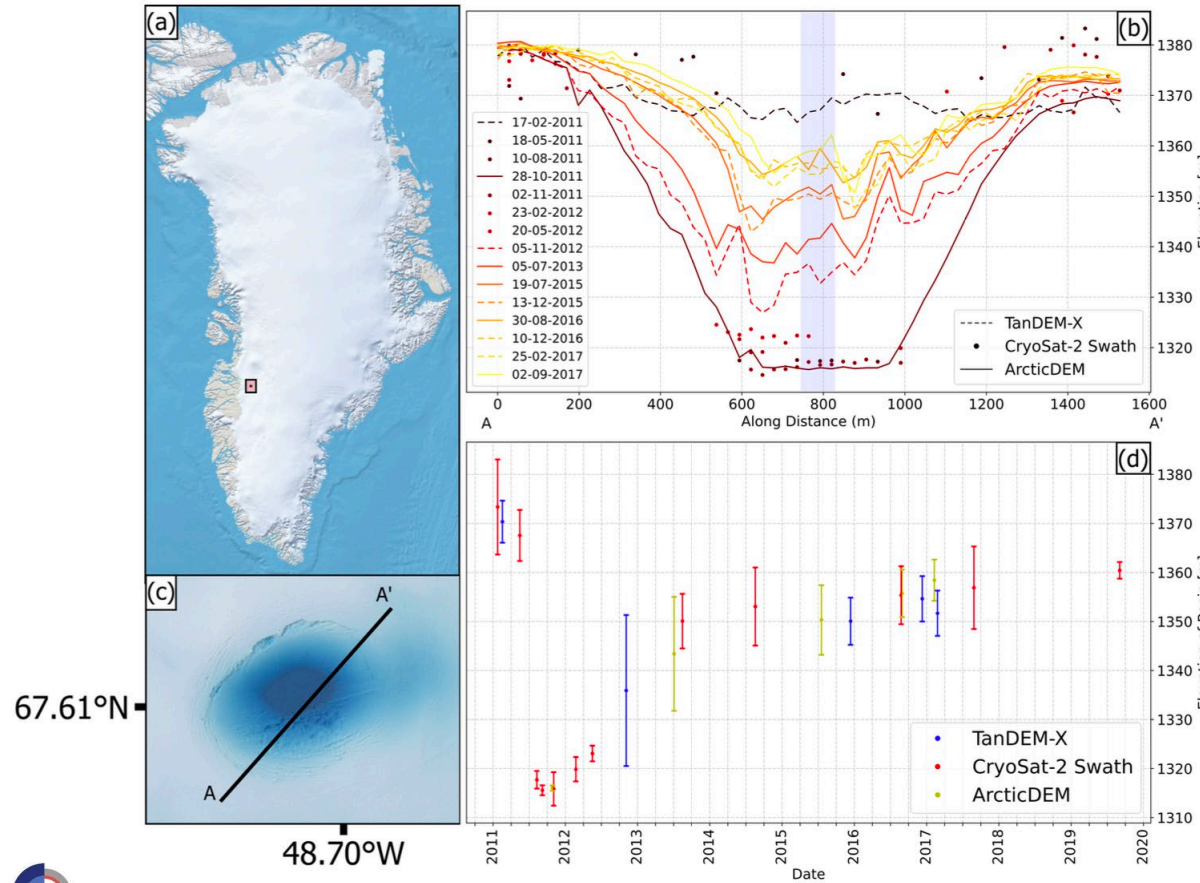 (a)
(b)
1380
1370
1360
1350
1340
1330
1320
17-02-2011
18-05-2011
10-08-2011
28-10-2011
02-11-2011
23-02-2012
20-05-2012
05-11-2012
05-07-2013
19-07-2015
13-12-2015
30-08-2016
10-12-2016
25-02-2017
02-09-2017
TanDEM-X
CryoSat-2 Swath
ArcticDEM
0 200 400 600 800 1000 1200 1400 1600
A Along Distance (m) A'
(c)
A'
A
67.61°N
48.70°W
(d)
1380
1370
1360
1350
1340
1330
1320
1310
TanDEM-X
CryoSat-2 Swath
ArcticDEM
2011 2012 2013 2014 2015 2016 2017 2018 2019 2020
Date